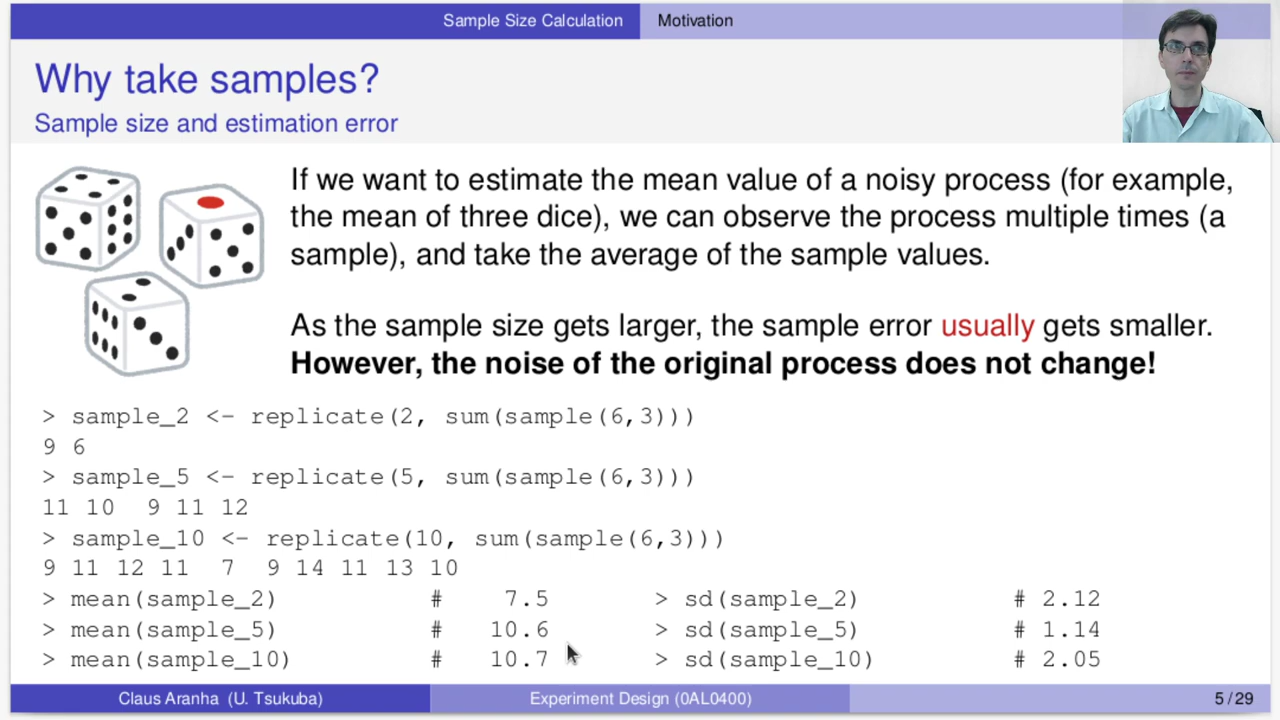 Sample Size Calculation Motivation
Why take samples?
Sample size and estimation error
If we want to estimate the mean value of a noisy process (for example,
the mean of three dice), we can observe the process multiple times (a
sample), and take the average of the sample values.
As the sample size gets larger, the sample error usually gets smaller.
However, the noise of the original process does not change!
> sample_2 <- replicate(2, sum(sample(6,3)))
9 6
> sample_5 <- replicate(5, sum(sample(6,3)))
11 10 9 11 12
> sample_10 <- replicate(10, sum(sample(6,3)))
9 11 12 11 7 9 14 11 13 10
> mean(sample_2) # 7.5 > sd(sample_2) # 2.12
> mean(sample_5) # 10.6 > sd(sample_5) # 1.14
> mean(sample_10) # 10.7 > sd(sample_10) # 2.05
Claus Aranha (U. Tsukuba) Experiment Design (0AL0400) 5 / 29